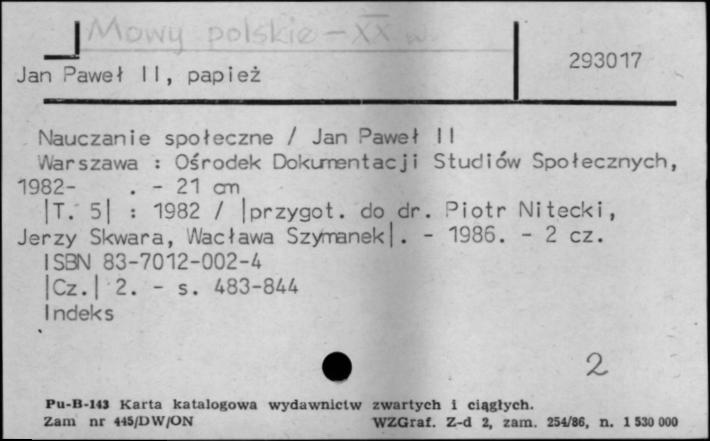 Mowy polskie – XX w.
293017
Jan Paweł II, papież
Nauczanie społeczne / Jan Paweł II
Warszawa : Ośrodek Dokumentacji Studiów Społecznych,
1982- . - 21 cm
|T. 5| : 1982 / |przygot. do dr. Piotr Nitecki,
Jerzy Skwara, Wacława Szymanek|. - 1986. - 2 cz.
ISBN 83-7012-002-4
|Cz.| 2. - s. 483-844
Indeks
2
Pu-B-143 Karta katalogowa wydawnictw zwartych i ciągłych.
Zam nr 445/DW/ON WZGraf. Z-d 2, zam. 254/86, n. 1 530 000